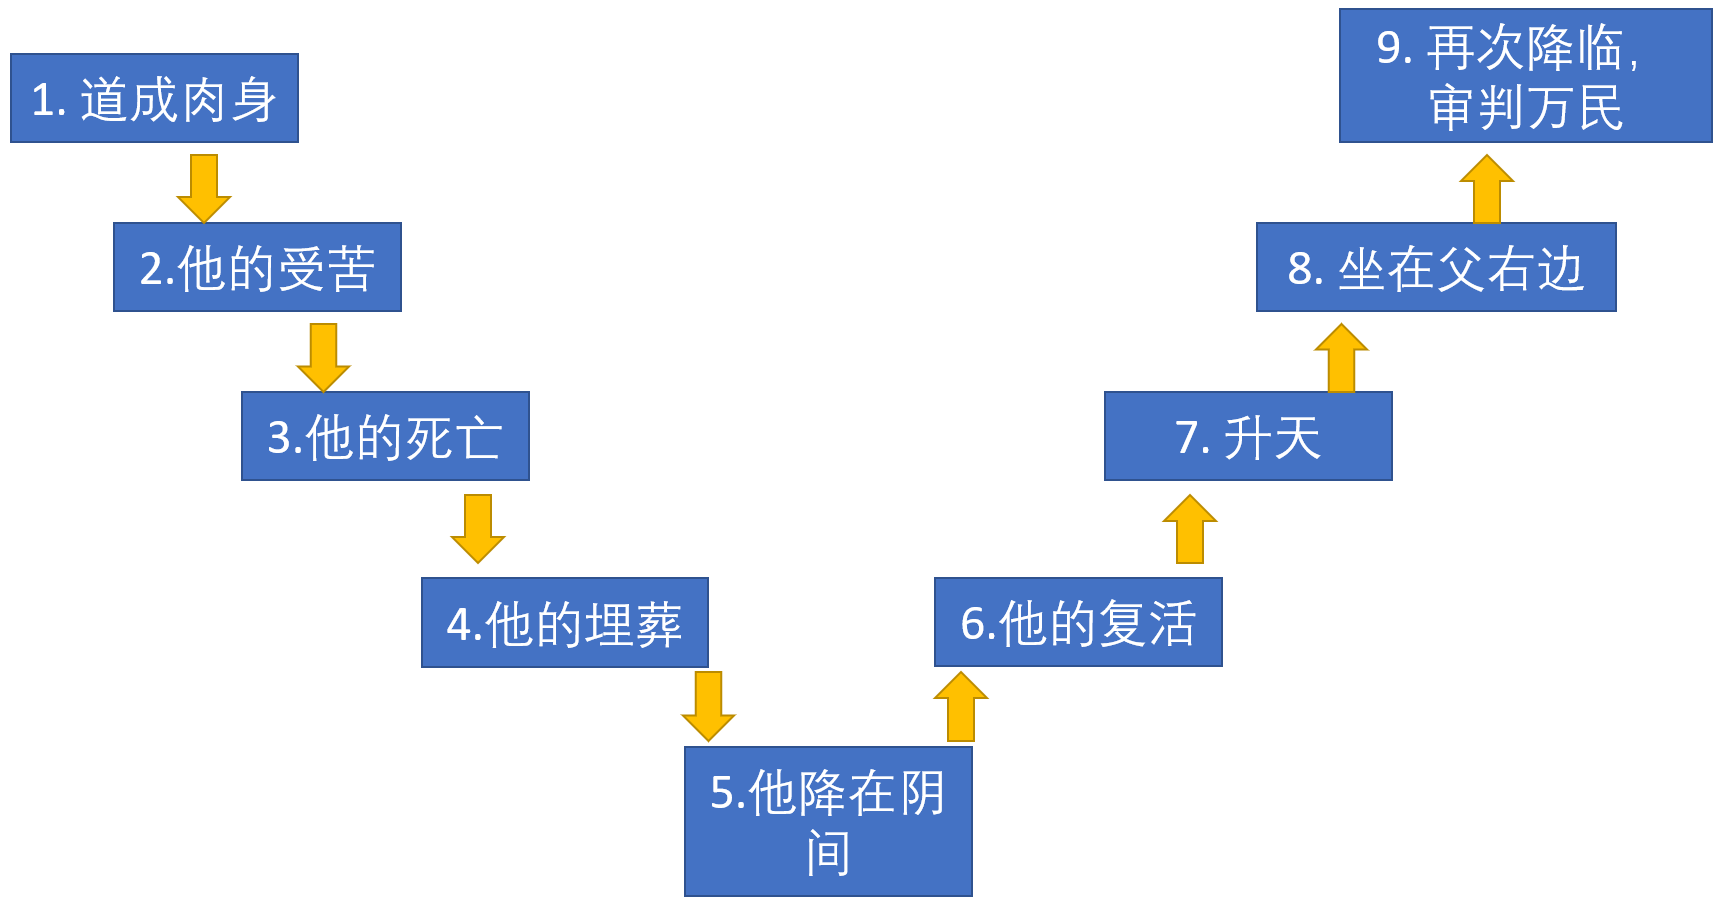 1. 道成肉身
2.他的受苦
3.他的死亡
4.他的埋葬
5.他降在阴
间
6.他的复活
7. 升天
8. 坐在父右边
9. 再次降临,
审判万民